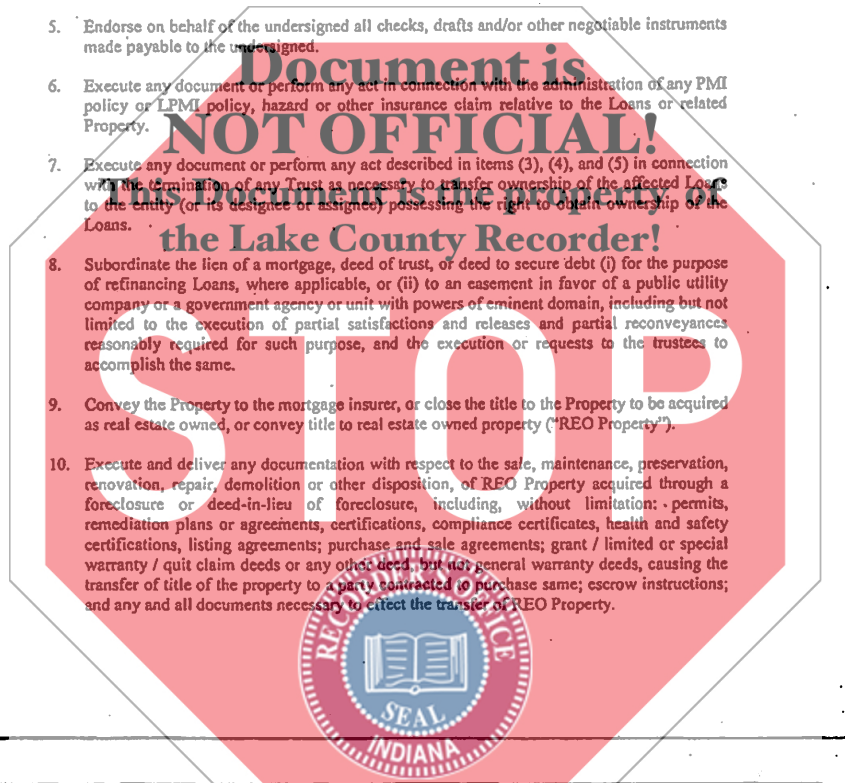 5. Endorse on behalf of the undersigned all checks, drafts and/or other negotiable instruments
made payable to the undersigned.
Document is
6. Execute any document or perform any act in connection with the administration of any PMI
policy or LPMI policy, hazard or other insurance claim relative to the Loans or related
Property.
NOT OFFICIAL!
7. Execute any document or perform any act described in items (3), (4), and (5) in connection
with the termination of any Trust as necessary to transfer ownership of the affected Loans
This Document is the property of
to the entity (or its designee or assignee) possessing the right to obtain ownership of the
Loans.
the Lake County Recorder!
8. Subordinate the lien of a mortgage, deed of trust, or deed to secure debt (i) for the purpose
of refinancing Loans, where applicable, or (ii) to an easement in favor of a public utility
company or a government agency or unit with powers of eminent domain, including but not
limited to the execution of partial satisfactions and releases and partial reconveyances
reasonably required for such purpose, and the execution or requests to the trustees to
accomplish the same.
STOP
9. Convey the Property to the mortgage insurer, or close the title to the Property to be acquired
as real estate owned, or convey title to real estate owned property ("REO Property").
10. Execute and deliver any documentation with respect to the sale, maintenance, preservation,
renovation, repair, demolition or other disposition, of REO Property acquired through a
foreclosure or deed-in-lieu of foreclosure, including, without limitation: permits,
remediation plans or agreements, certifications, compliance certificates, health and safety
certifications, listing agreements; purchase and sale agreements; grant / limited or special
warranty / quit claim deeds or any other deed, but not general warranty deeds, causing the
transfer of title of the property to a party contracted to purchase same; escrow instructions;
and any and all documents necessary to effect the transfer of REO Property.
RECORDER'S OFFICE
SEAL
INDIANA